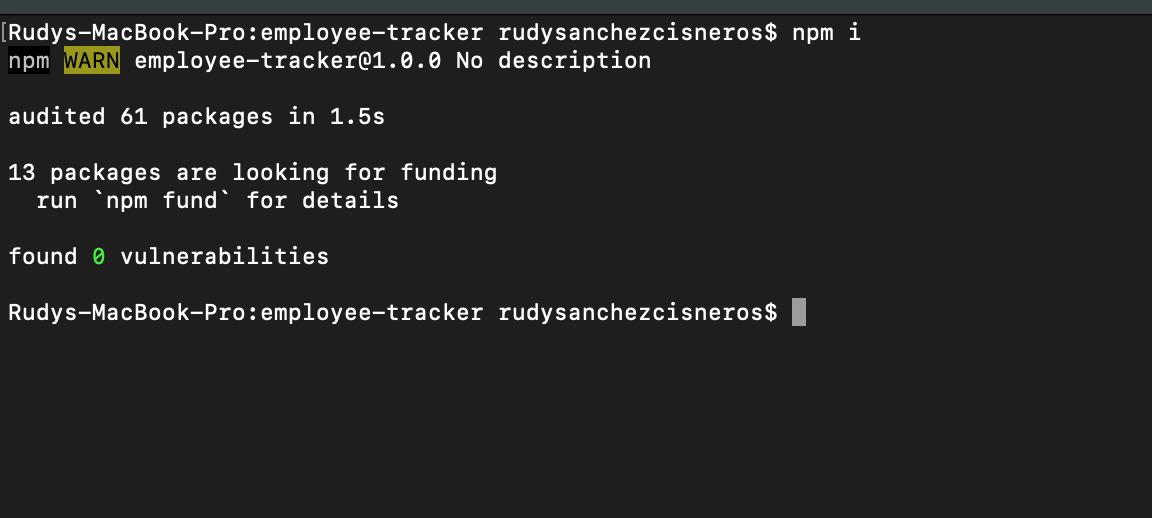 [Rudys-MacBook-Pro:employee-tracker rudysanchezcisneros$ npm i
npm WARN employee-tracker@1.0.0 No description
audited 61 packages in 1.5s
13 packages are looking for funding
  run `npm fund` for details
found 0 vulnerabilities
Rudys-MacBook-Pro:employee-tracker rudysanchezcisneros$